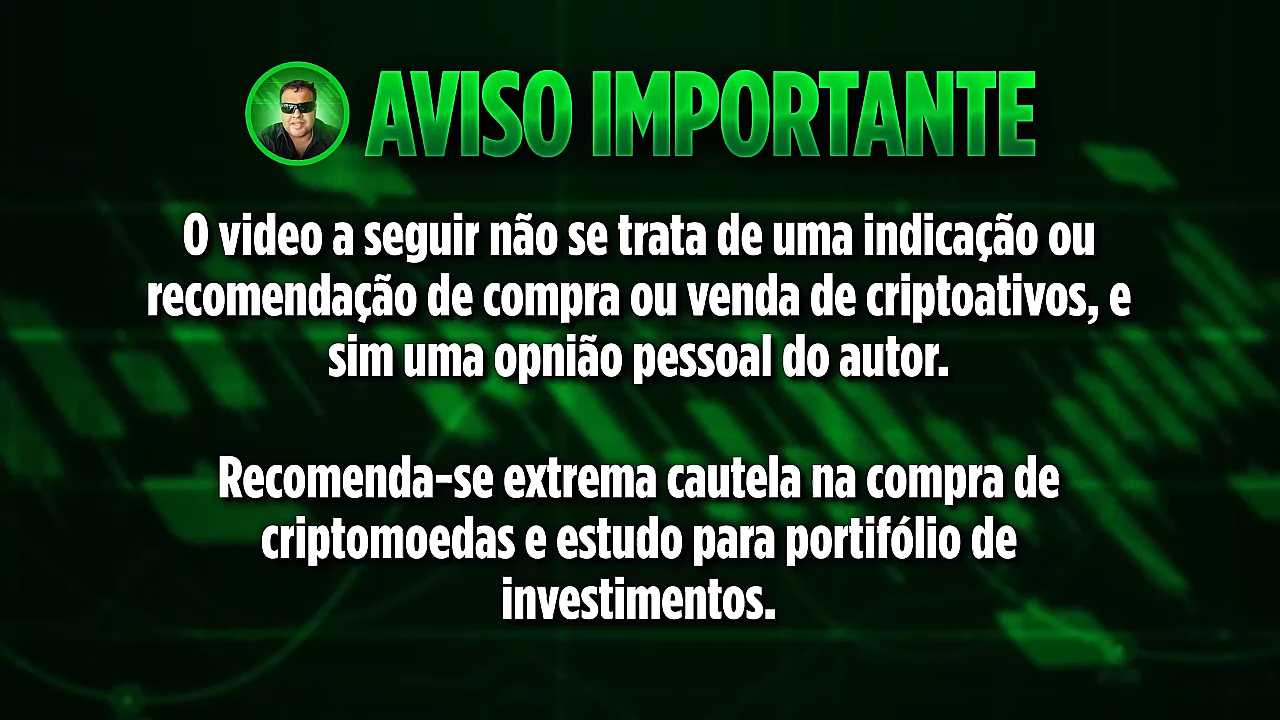 AVISO IMPORTANTE
O video a seguir não se trata de uma indicação ou
recomendação de compra ou venda de criptoativos, e
sim uma opnião pessoal do autor.
Recomenda-se extrema cautela na compra de
criptomoedas e estudo para portifólio de
investimentos.